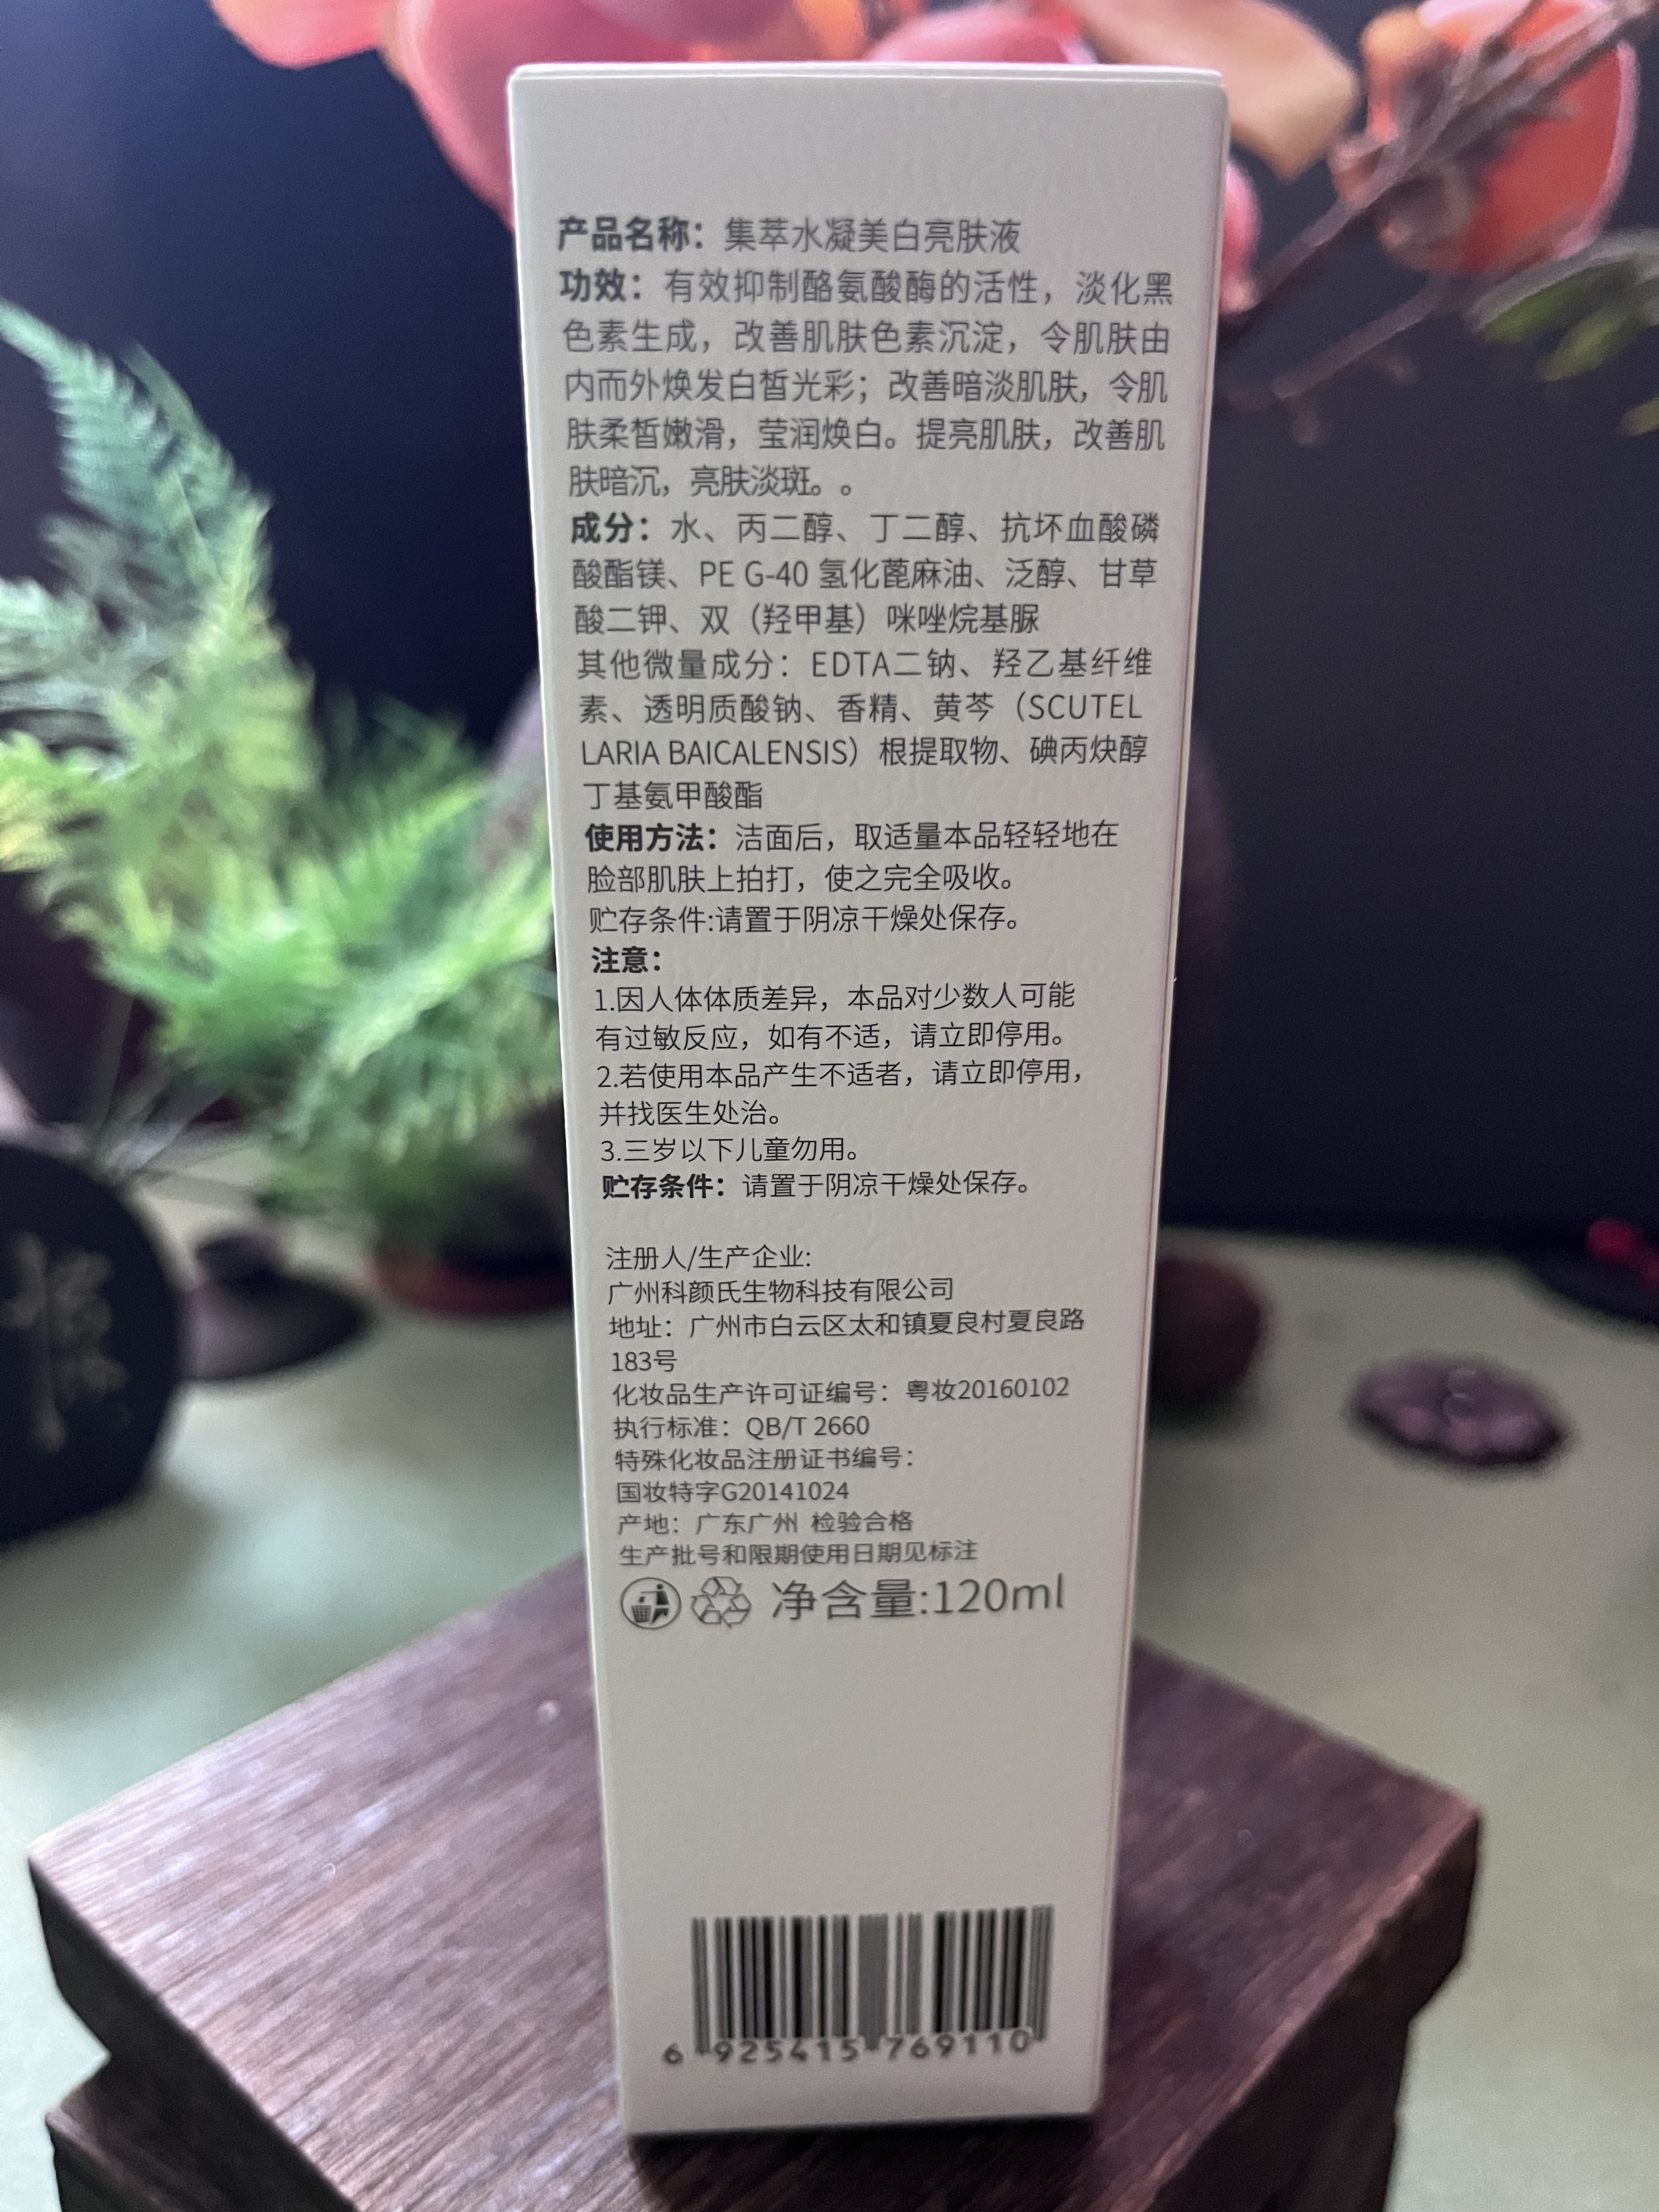 产品名称：集萃水凝美白亮肤液
功效：有效抑制酪氨酸酶的活性，淡化黑
色素生成，改善肌肤色素沉淀，令肌肤由
内而外焕发白皙光彩；改善暗淡肌肤，令肌
肤柔皙嫩滑，莹润焕白。提亮肌肤，改善肌
肤暗沉，亮肤淡斑。。
成分：水、丙二醇、丁二醇、抗坏血酸磷
酸酯镁、PE G-40 氢化蓖麻油、泛醇、甘草
酸二钾、双（羟甲基）咪唑烷基脲
其他微量成分：EDTA二钠、羟乙基纤维
素、透明质酸钠、香精、黄芩（SCUTEL
LARIA BAICALENSIS）根提取物、碘丙炔醇
丁基氨甲酸酯
使用方法：洁面后，取适量本品轻轻地在
脸部肌肤上拍打，使之完全吸收。
贮存条件:请置于阴凉干燥处保存。
注意：
1.因人体体质差异，本品对少数人可能
有过敏反应，如有不适，请立即停用。
2.若使用本品产生不适者，请立即停用，
并找医生处治。
3.三岁以下儿童勿用。
贮存条件：请置于阴凉干燥处保存。
注册人/生产企业:
广州科颜氏生物科技有限公司
地址：广州市白云区太和镇夏良村夏良路
183号
化妆品生产许可证编号：粤妆20160102
执行标准：QB/T 2660
特殊化妆品注册证书编号：
国妆特字G20141024
产地：广东广州 检验合格
生产批号和限期使用日期见标注
净含量:120ml
6 925415 769110